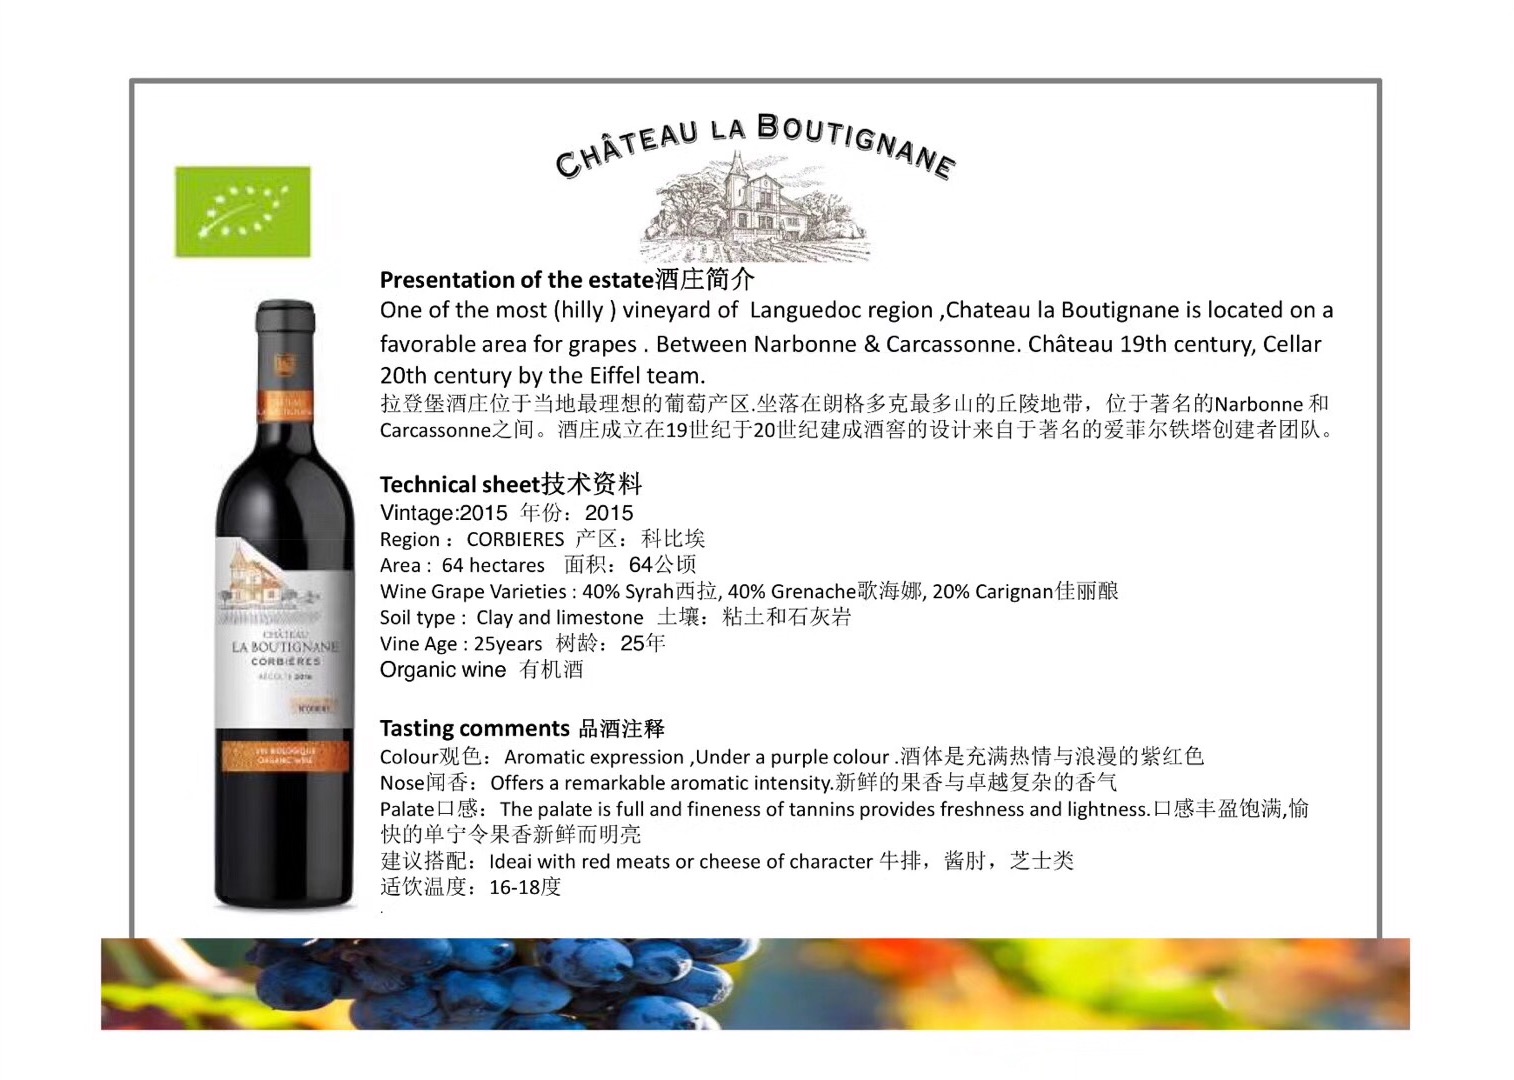 CHÂTEAU LA BOUTIGNANE
Presentation of the estate酒庄简介
One of the most (hilly ) vineyard of  Languedoc region ,Chateau la Boutignane is located on a
favorable area for grapes . Between Narbonne & Carcassonne. Château 19th century, Cellar
20th century by the Eiffel team.
拉登堡酒庄位于当地最理想的葡萄产区.坐落在朗格多克最多山的丘陵地带，位于著名的Narbonne 和
Carcassonne之间。酒庄成立在19世纪于20世纪建成酒窖的设计来自于著名的爱菲尔铁塔创建者团队。
Technical sheet技术资料
Vintage:2015  年份：2015
Region :  CORBIERES  产区：科比埃
Area :  64 hectares   面积：64公顷
Wine Grape Varieties : 40% Syrah西拉, 40% Grenache歌海娜, 20% Carignan佳丽酿
Soil type :  Clay and limestone  土壤：粘土和石灰岩
Vine Age : 25years  树龄：25年
Organic wine  有机酒
Tasting comments 品酒注释
Colour观色：Aromatic expression ,Under a purple colour .酒体是充满热情与浪漫的紫红色
Nose闻香：Offers a remarkable aromatic intensity.新鲜的果香与卓越复杂的香气
Palate口感：The palate is full and fineness of tannins provides freshness and lightness.口感丰盈饱满,愉
快的单宁令果香新鲜而明亮
建议搭配：Ideai with red meats or cheese of character 牛排，酱肘，芝士类
适饮温度：16-18度
.
CHÂTEAU
LA BOUTIGNANE
CHÂTEAU
LA BOUTIGNANE
CORBIÈRES
RÉCOLTE 2016
VIN BIOLOGIQUE
ORGANIC WINE